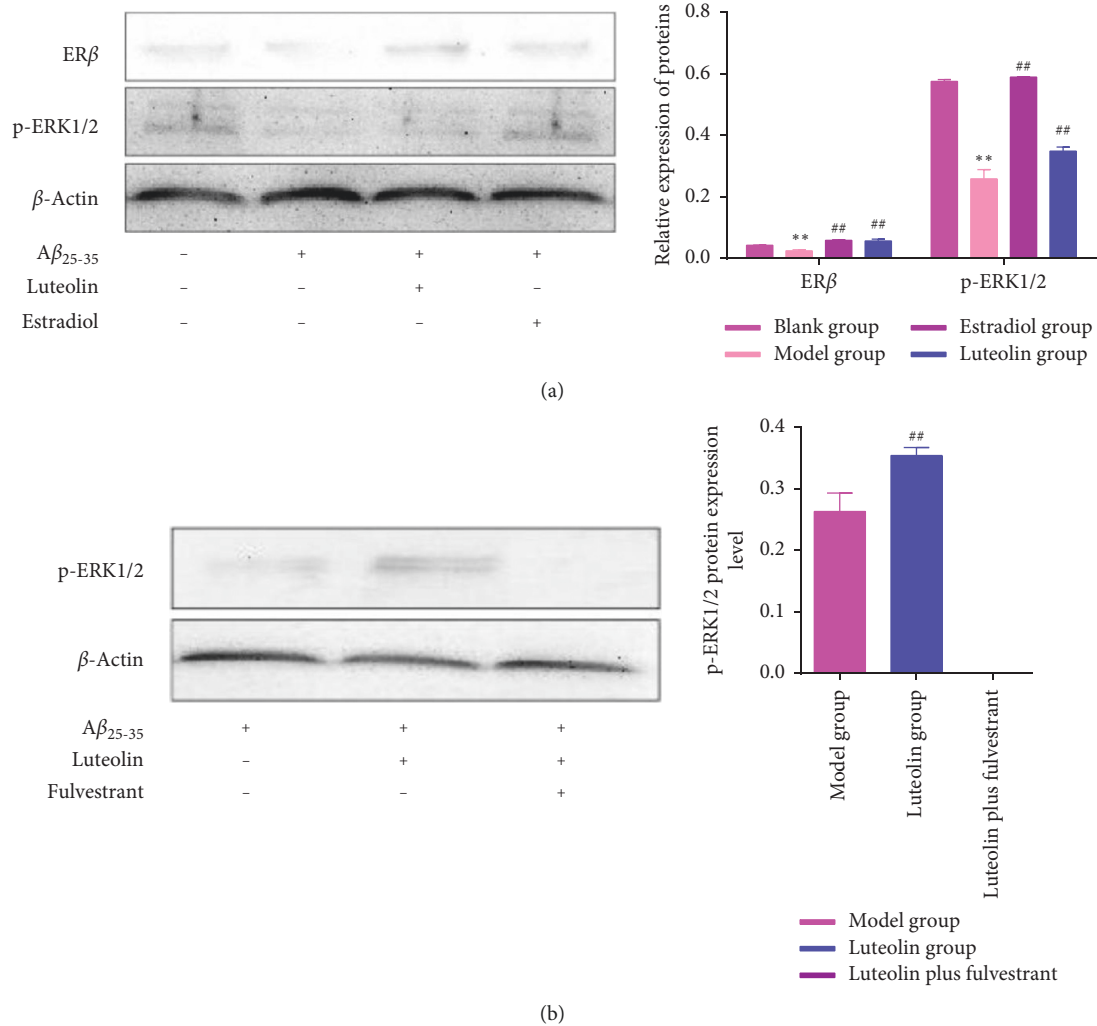 ERβ
p-ERK1/2
β-Actin
Aβ25-35 – + + +
Luteolin – – + –
Estradiol – – – +
Relative expression of proteins
0.8
0.6
0.4
0.2
0.0
** ## ## ** ## ##
ERβ p-ERK1/2
Blank group Estradiol group
Model group Luteolin group
(a)
p-ERK1/2
β-Actin
Aβ25-35 + + +
Luteolin – + +
Fulvestrant – – +
p-ERK1/2 protein expression
level
0.4
0.3
0.2
0.1
0.0
##
Model group
Luteolin group
Luteolin plus fulvestrant
Model group
Luteolin group
Luteolin plus fulvestrant
(b)